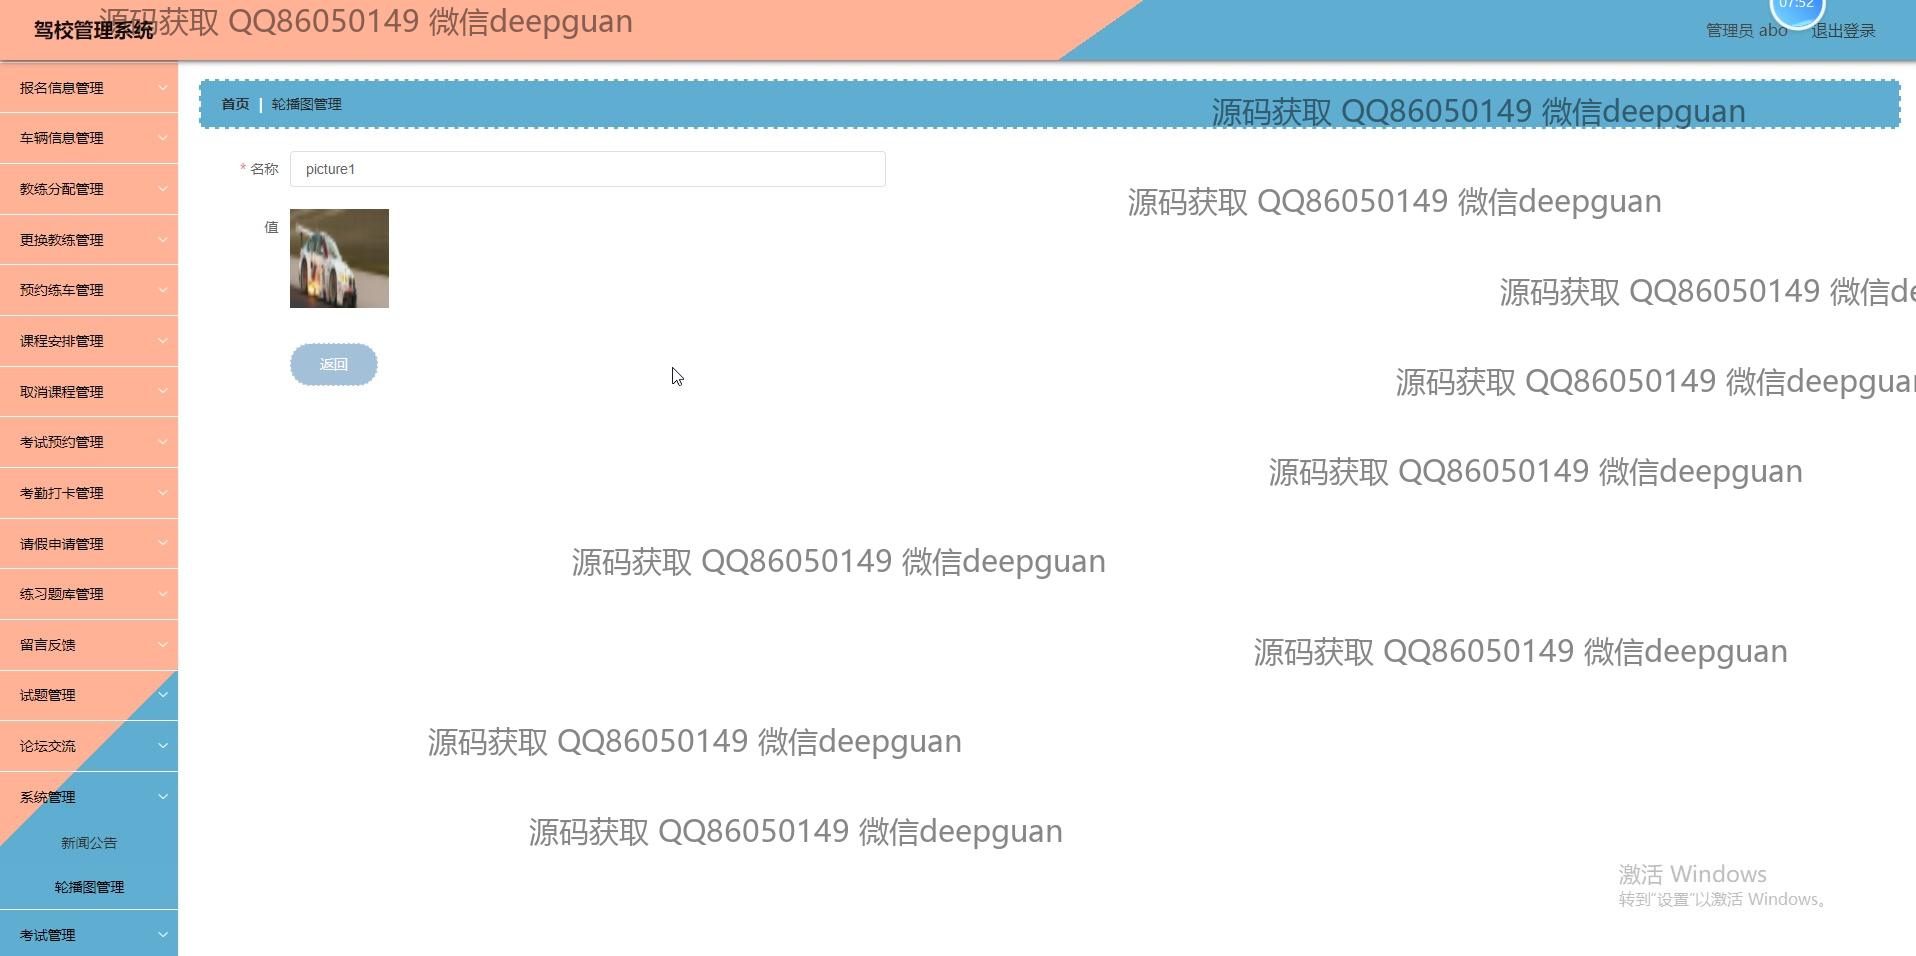 驾校管理系统
源码获取 QQ86050149 微信deepguan
07:52
管理员 abo
退出登录
报名信息管理
车辆信息管理
教练分配管理
更换教练管理
预约练车管理
课程安排管理
取消课程管理
考试预约管理
考勤打卡管理
请假申请管理
练习题库管理
留言反馈
试题管理
论坛交流
系统管理
新闻公告
轮播图管理
考试管理
首页 | 轮播图管理
源码获取 QQ86050149 微信deepguan
* 名称 picture1
源码获取 QQ86050149 微信deepguan
值
源码获取 QQ86050149 微信de
返回
源码获取 QQ86050149 微信deepguan
源码获取 QQ86050149 微信deepguan
源码获取 QQ86050149 微信deepguan
源码获取 QQ86050149 微信deepguan
源码获取 QQ86050149 微信deepguan
源码获取 QQ86050149 微信deepguan
激活 Windows
转到"设置"以激活 Windows。